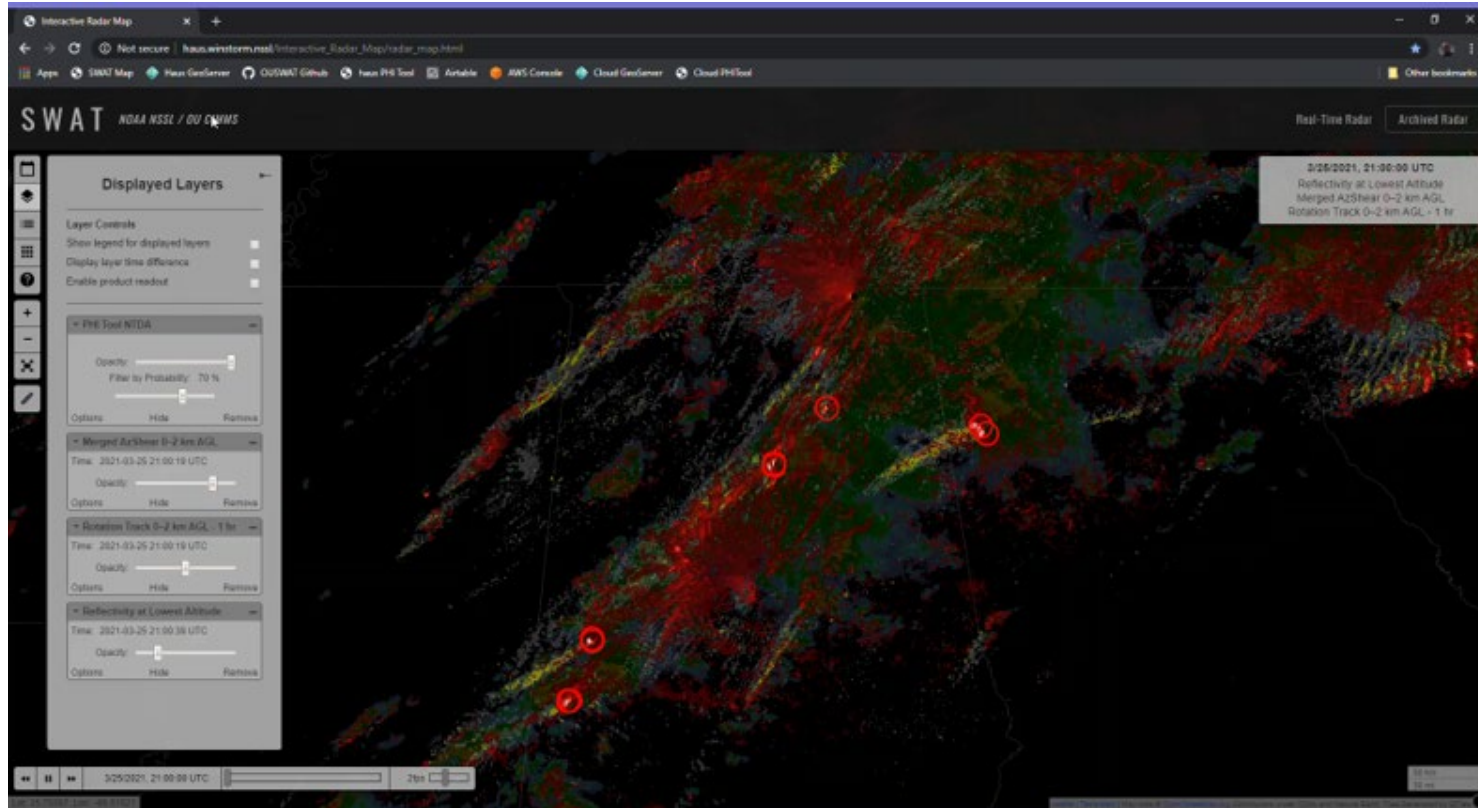 Interactive Radar Map
Not secure | haus.winstorm.nssl/Interactive_Radar_Map/radar_map.html
Apps SWAT Map Haus GeoServer OUSWAT Github haus PHI Tool Airtable AWS Console Cloud GeoServer Cloud PHITool Other bookmarks
SWAT NOAA NSSL / OU CIMMS Real-Time Radar Archived Radar
Displayed Layers
Layer Controls
Show legend for displayed layers
Display layer time difference
Enable product readout
PHI Tool NTDA
Opacity:
Filter by Probability: 70 %
Options Hide Remove
Merged AzShear 0-2 km AGL
Time: 2021-03-25 21:00:19 UTC
Opacity:
Options Hide Remove
Rotation Track 0-2 km AGL - 1 hr
Time: 2021-03-25 21:00:19 UTC
Opacity:
Options Hide Remove
Reflectivity at Lowest Altitude
Time: 2021-03-25 21:00:39 UTC
Opacity:
Options Hide Remove
3/25/2021, 21:00:00 UTC
Reflectivity at Lowest Altitude
Merged AzShear 0–2 km AGL
Rotation Track 0–2 km AGL - 1 hr
3/25/2021, 21:00:00 UTC 2fps